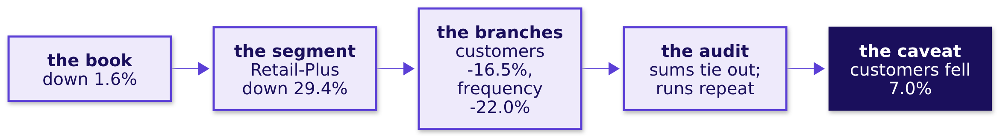 the book
down 1.6%
the segment
Retail-Plus
down 29.4%
the branches
customers
-16.5%,
frequency
-22.0%
the audit
sums tie out;
runs repeat
the caveat
customers fell
7.0%